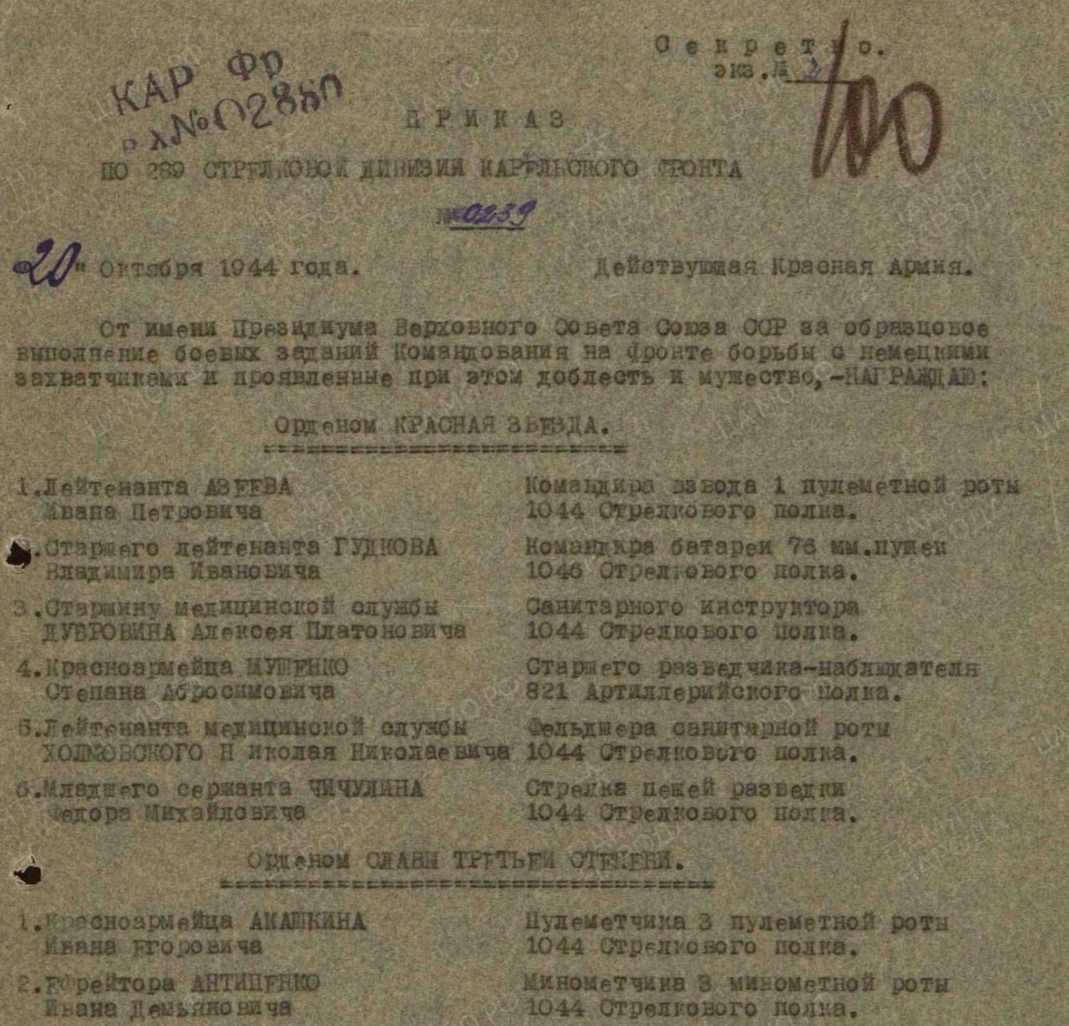 КАР Фр
вх№02880
Секретно.
экз.№ 2
100
ПРИКАЗ
ПО 289 СТРЕЛКОВОЙ ДИВИЗИИ КАРЕЛЬСКОГО ФРОНТА
№0239
"20" Октября 1944 года. Действующая Красная Армия.
От имени Президиума Верховного Совета Союза ССР за образцовое
выполнение боевых заданий Командования на фронте борьбы с немецкими
захватчиками и проявленные при этом доблесть и мужество,-НАГРАЖДАЮ:
Орденом КРАСНАЯ ЗВЕЗДА.
1.Лейтенанта АВЕЕВА Командира взвода 1 пулеметной роты
Ивана Петровича 1044 Стрелкового полка.
2.Старшего лейтенанта ГУДКОВА Командира батареи 76 мм.пушек
Владимира Ивановича 1046 Стрелкового полка.
3.Старшину медицинской службы Санитарного инструктора
ДУБРОВИНА Алексея Платоновича 1044 Стрелкового полка.
4.Красноармейца МУШЕНКО Старшего разведчика-наблюдателя
Степана Абросимовича 821 Артиллерийского полка.
5.Лейтенанта медицинской службы Фельдшера санитарной роты
ХОЛМОВСКОГО Н иколая Николаевича 1044 Стрелкового полка.
6.Младшего сержанта ЧИЧУЛИНА Стрелка пешей разведки
Федора Михайловича 1044 Стрелкового полка.
Орденом СЛАВЫ ТРЕТЬЕЙ СТЕПЕНИ.
1.Красноармейца АКАШКИНА Пулеметчика 3 пулеметной роты
Ивана Егоровича 1044 Стрелкового полка.
2.Ефрейтора АНТИПЕНКО Минометчика 3 минометной роты
Ивана Демьяновича 1044 Стрелкового полка.